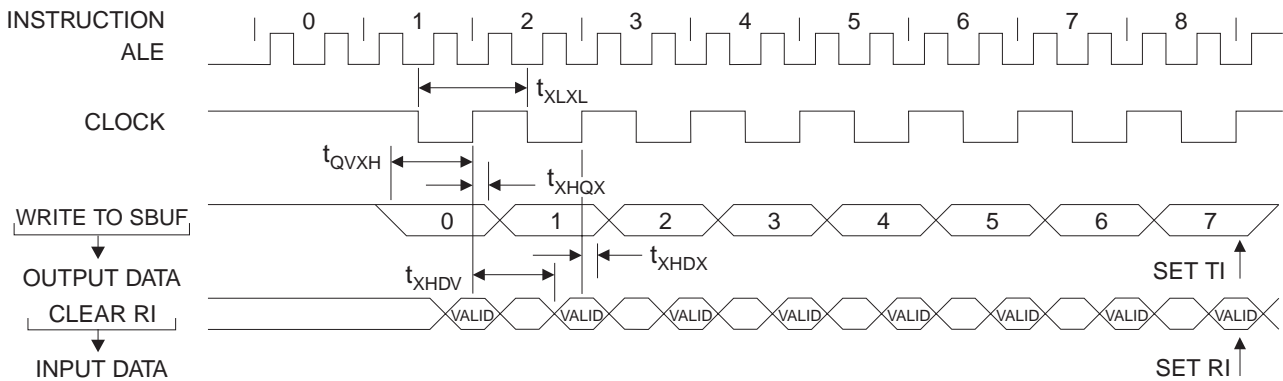 INSTRUCTION 0 1 2 3 4 5 6 7 8
ALE
tXLXL
CLOCK
tQVXH
tXHQX
WRITE TO SBUF 0 1 2 3 4 5 6 7
tXHDV tXHDX SET TI
OUTPUT DATA
CLEAR RI VALID VALID VALID VALID VALID VALID VALID VALID
INPUT DATA SET RI